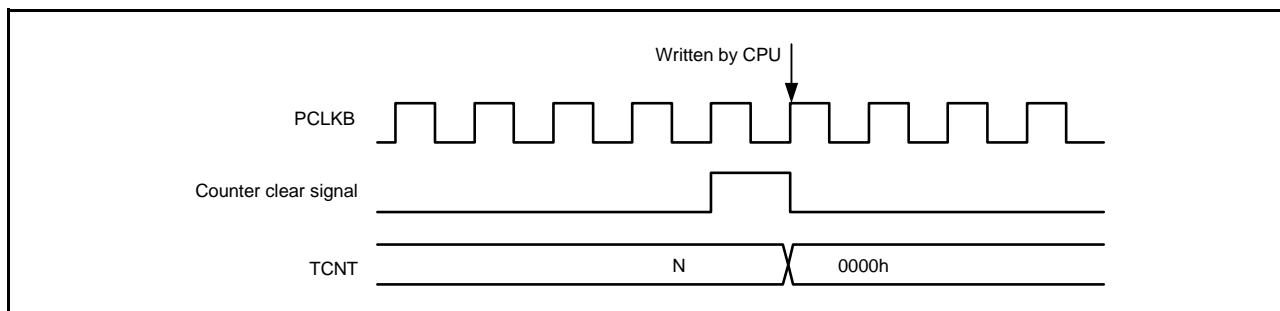 Written by CPU
PCLKB
Counter clear signal
TCNT
N
0000h